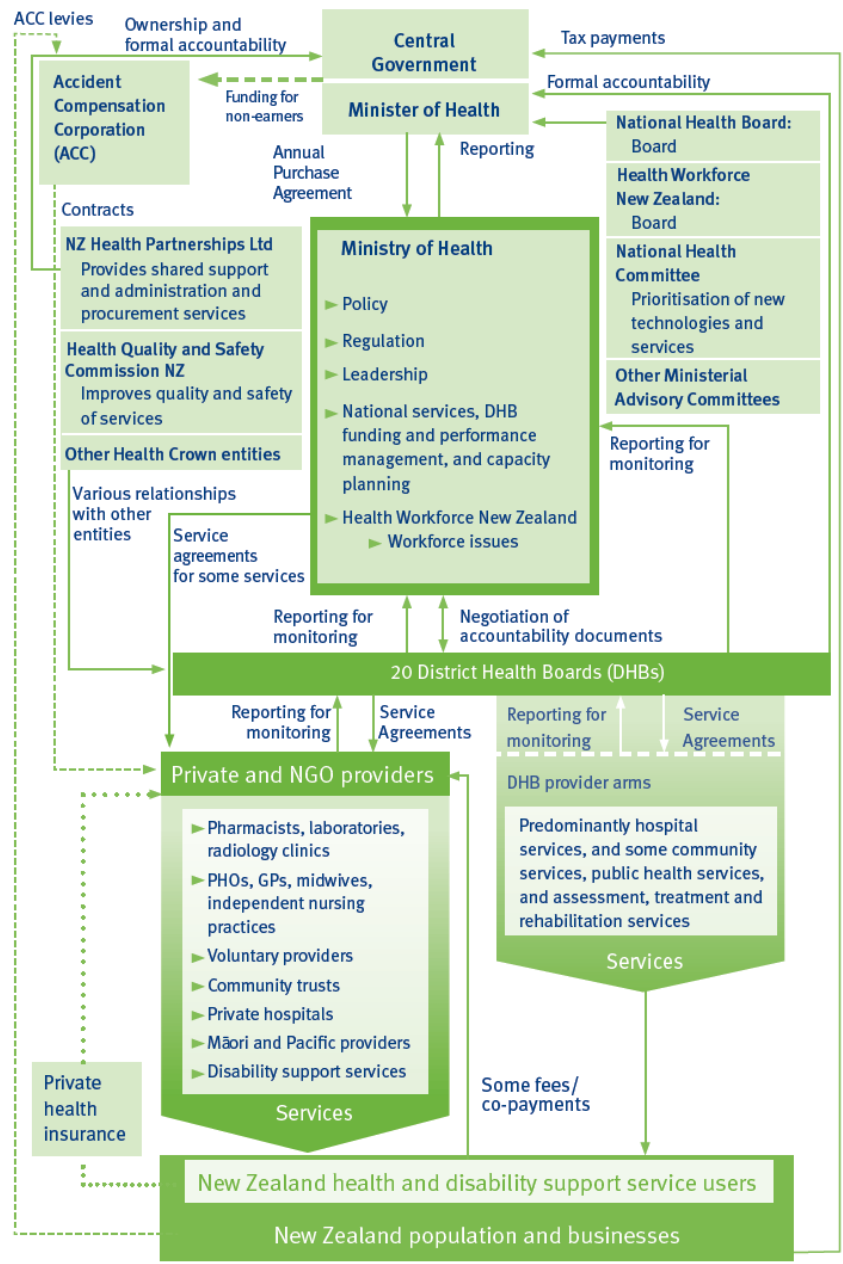 ACC levies
Ownership and
formal accountability
Central
Government
Tax payments
Accident
Compensation
Corporation
(ACC)
Funding for
non-earners
Minister of Health
Formal accountability
National Health Board:
Board
Annual
Purchase
Agreement
Reporting
Health Workforce
New Zealand:
Board
Contracts
NZ Health Partnerships Ltd
Provides shared support
and administration and
procurement services
Ministry of Health
National Health
Committee
Prioritisation of new
technologies and
services
Policy
Regulation
Leadership
Health Quality and Safety
Commission NZ
Improves quality and safety
of services
Other Ministerial
Advisory Committees
National services, DHB
funding and performance
management, and capacity
planning
Other Health Crown entities
Reporting for
monitoring
Various relationships
with other
entities
Health Workforce New Zealand
Workforce issues
Service
agreements
for some services
Reporting for
monitoring
Negotiation of
accountability documents
20 District Health Boards (DHBs)
Reporting for
monitoring
Service
Agreements
Reporting for
monitoring
Service
Agreements
Private and NGO providers
DHB provider arms
Pharmacists, laboratories,
radiology clinics
PHOs, GPs, midwives,
independent nursing
practices
Voluntary providers
Community trusts
Private hospitals
Māori and Pacific providers
Disability support services
Services
Predominantly hospital
services, and some community
services, public health services,
and assessment, treatment and
rehabilitation services
Services
Private
health
insurance
Some fees/
co-payments
New Zealand health and disability support service users
New Zealand population and businesses